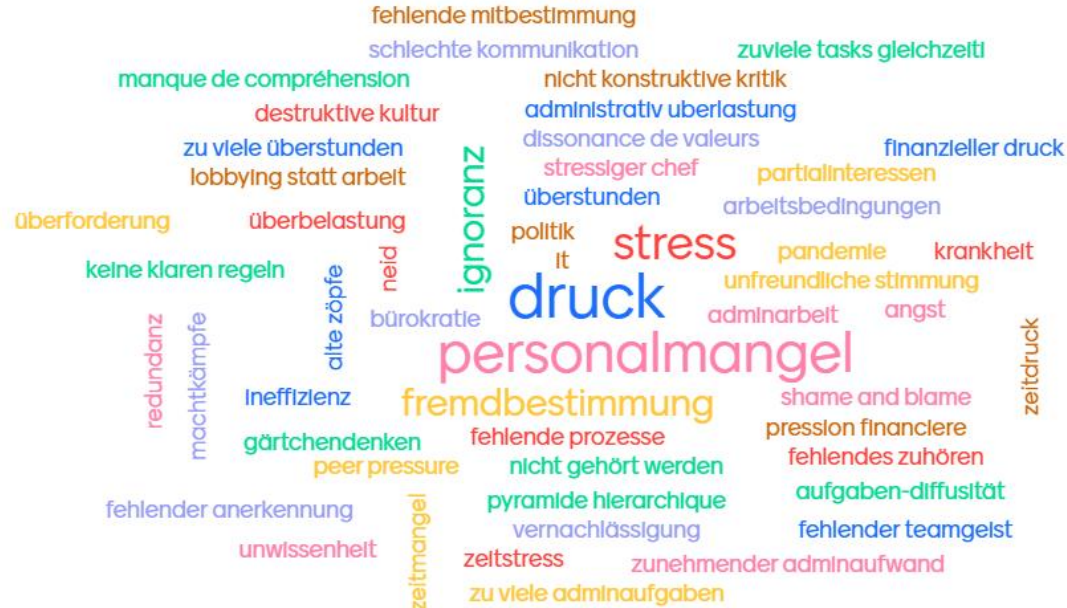 fehlende mitbestimmung
schlechte kommunikation
zuviele tasks gleichzeiti
manque de compréhension
nicht konstruktive kritik
destruktive kultur
administrativ uberlastung
dissonance de valeurs
zu viele überstunden
finanzieller druck
stressiger chef
lobbying statt arbeit
partialinteressen
ignoranz
überstunden
arbeitsbedingungen
überforderung
überbelastung
politik
stress
pandemie
krankheit
it
keine klaren regeln
neid
unfreundliche stimmung
alte zöpfe
druck
bürokratie
adminarbeit
angst
redundanz
machtkämpfe
personalmangel
zeitdruck
ineffizienz
fremdbestimmung
shame and blame
gärtchendenken
fehlende prozesse
pression financiere
peer pressure
nicht gehört werden
fehlendes zuhören
fehlender anerkennung
zeitmangel
pyramide hierarchique
aufgaben-diffusität
vernachlässigung
fehlender teamgeist
unwissenheit
zeitstress
zunehmender adminaufwand
zu viele adminaufgaben